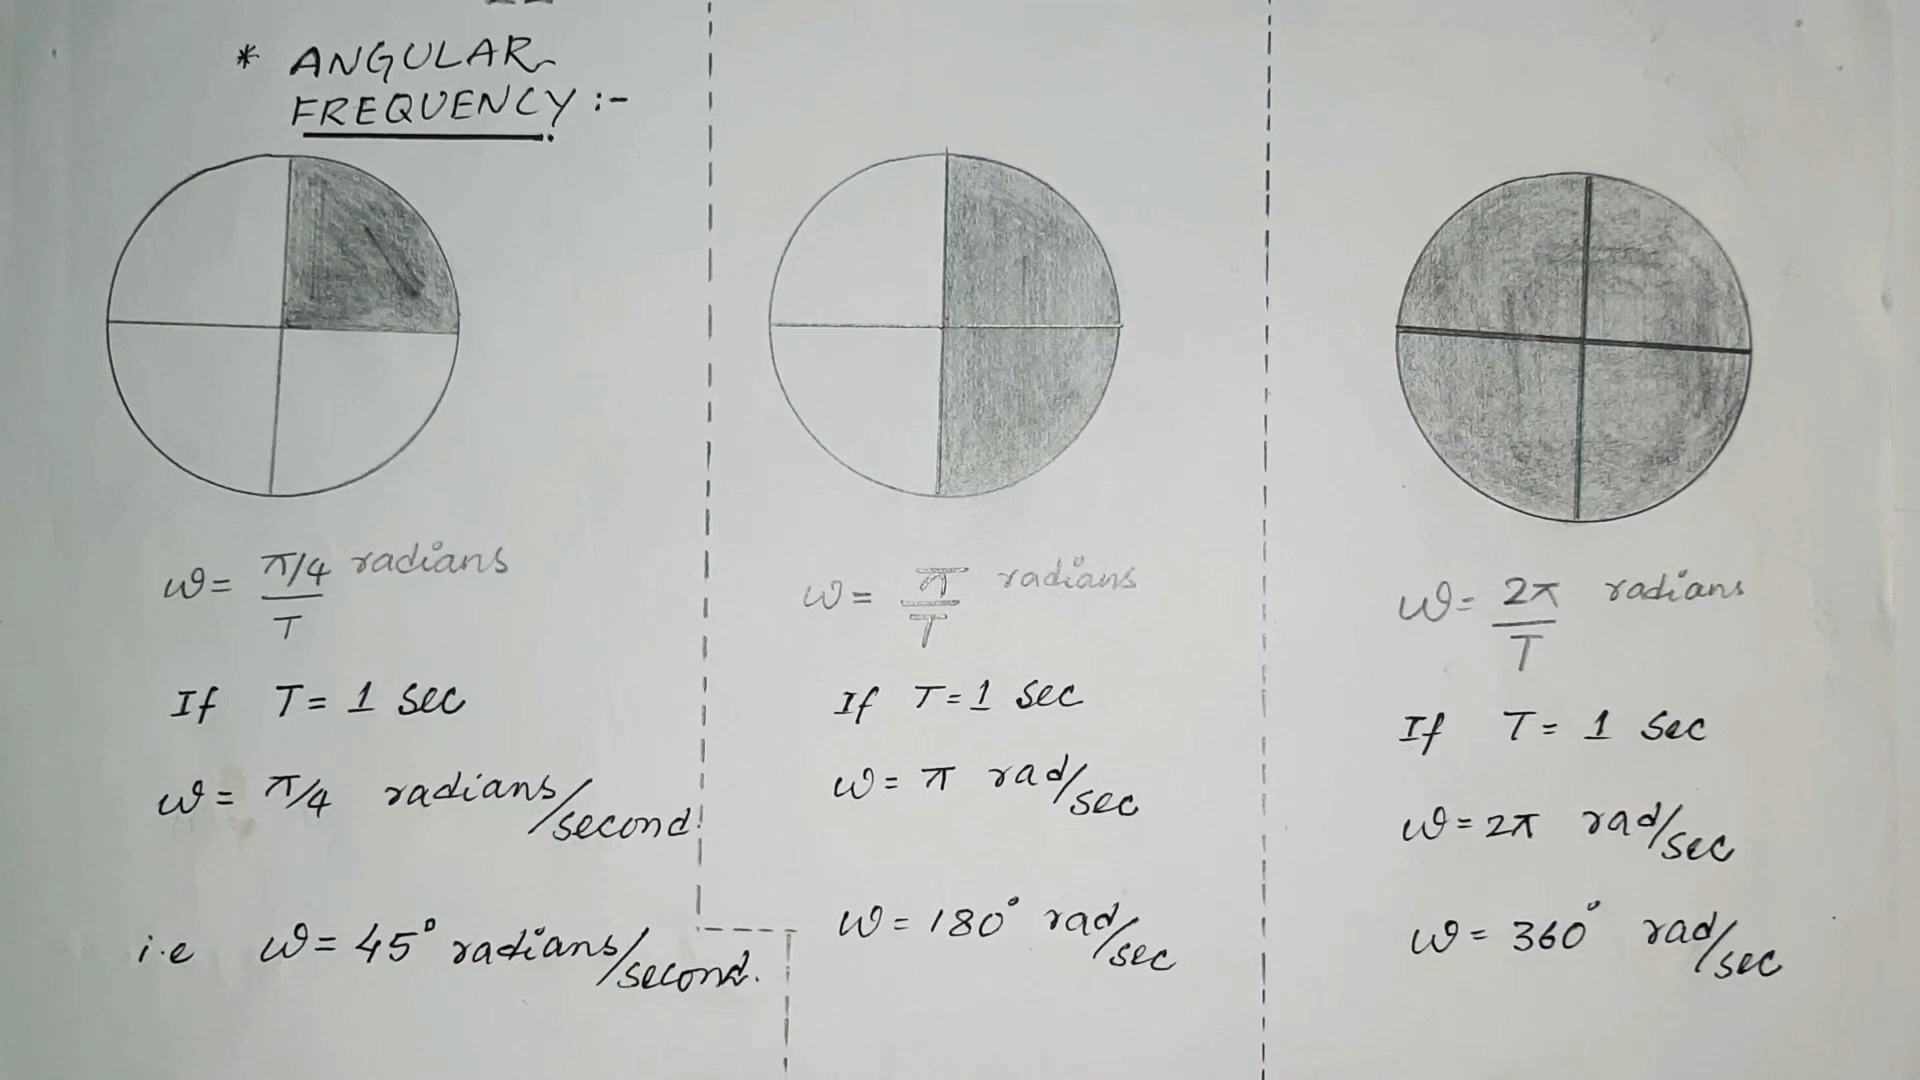 * ANGULAR
FREQUENCY :-
ω = π/4 radians
T
If T = 1 sec
ω = π/4 radians/second
i.e ω = 45° radians/second.
ω = π radians
T
If T = 1 sec
ω = π rad/sec
ω = 180° rad/sec
ω = 2π radians
T
If T = 1 Sec
ω = 2π rad/sec
ω = 360° rad/sec